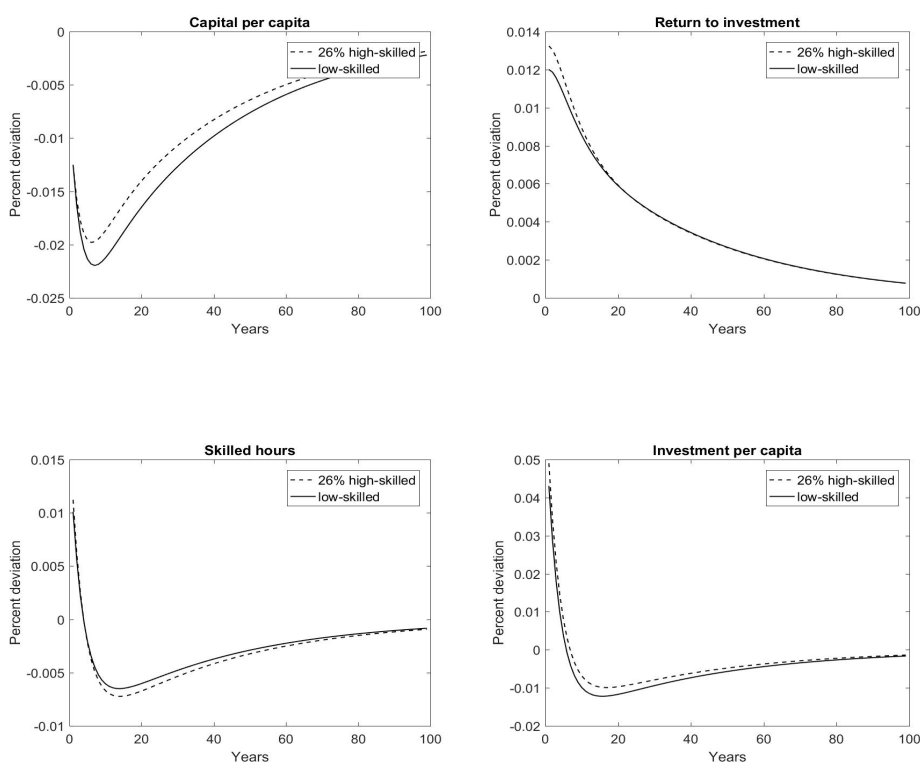 Capital per capita
0
-0.005
-0.01
-0.015
-0.02
-0.025
Percent deviation
26% high-skilled
low-skilled
0 20 40 60 80 100
Years
Return to investment
0.014
0.012
0.01
0.008
0.006
0.004
0.002
0
Percent deviation
26% high-skilled
low-skilled
0 20 40 60 80 100
Years
Skilled hours
0.015
0.01
0.005
0
-0.005
-0.01
Percent deviation
26% high-skilled
low-skilled
0 20 40 60 80 100
Years
Investment per capita
0.05
0.04
0.03
0.02
0.01
0
-0.01
-0.02
Percent deviation
26% high-skilled
low-skilled
0 20 40 60 80 100
Years